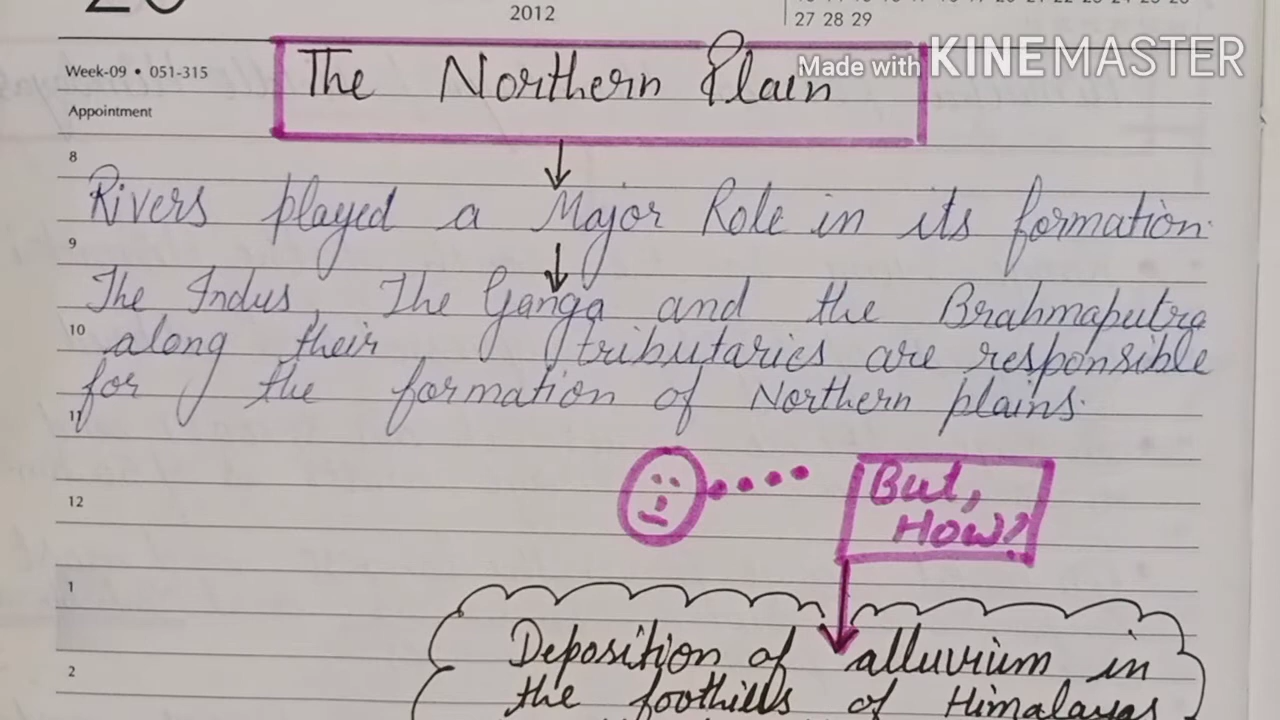 2012
27 28 29
Made with KINEMASTER
Week-09 • 051-315
Appointment
The Northern Plain
8
Rivers played a Major Role in its formation.
9
The Indus, The Ganga and the Brahmaputra
10
along their tributaries are responsible
for the formation of Northern plains.
11
But,
How?
12
1
Deposition of alluvium in
2
the foothills of Himalayas